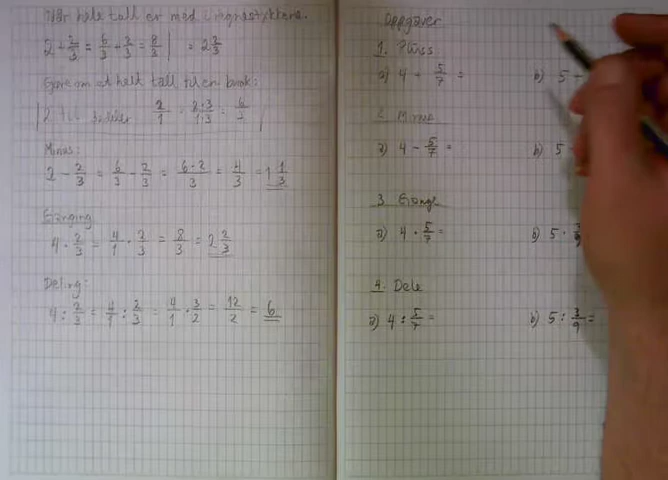 Når hele tall er med i regnestykkene.
2 + 2/3 = 6/3 + 2/3 = 8/3 | = 2 2/3
Gjøre om et helt tall til en brøk:
2 til 2/1 = 2·3/1·3 = 6/3
Minus:
2 - 2/3 = 6/3 - 2/3 = 6-2/3 = 4/3 = 1 1/3
Ganging
4 · 2/3 = 4/1 · 2/3 = 8/3 = 2 2/3
Deling:
4 : 2/3 = 4/1 : 2/3 = 4/1 · 3/2 = 12/2 = 6
Oppgaver
1. Pluss
a) 4 + 5/7 = b) 5 +
2. Minus
a) 4 - 5/7 = b) 5 -
3. Gange
a) 4 · 5/7 = b) 5 · 3/9
4. Dele
a) 4 : 5/7 = b) 5 : 3/9 =